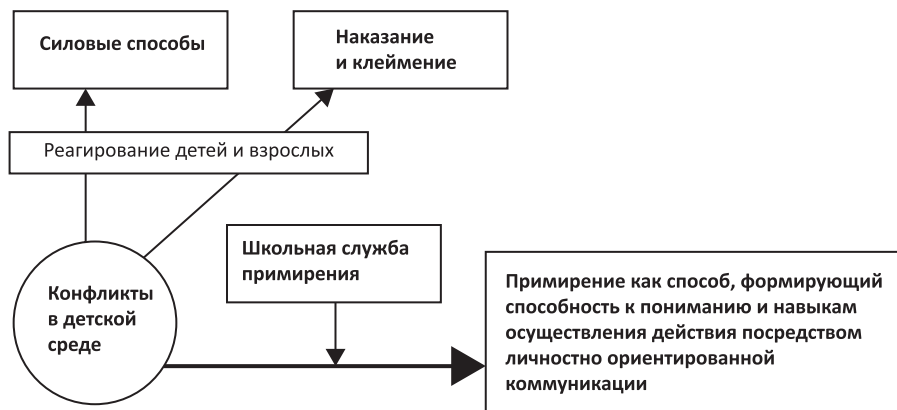 Силовые способы
Наказание
и клеймение
Реагирование детей и взрослых
Школьная служба
примирения
Конфликты
в детской
среде
Примирение как способ, формирующий
способность к пониманию и навыкам
осуществления действия посредством
личностно ориентированной
коммуникации